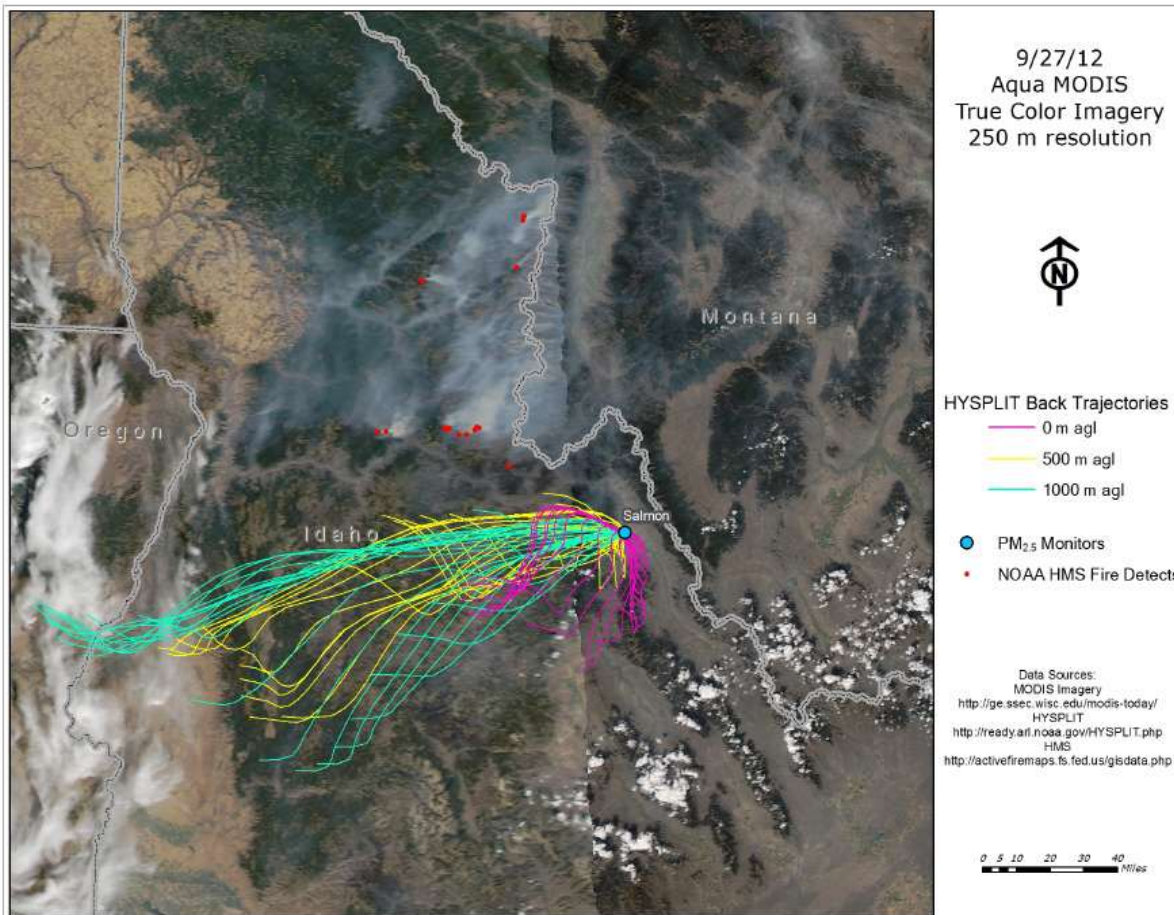 9/27/12
Aqua MODIS
True Color Imagery
250 m resolution
N
Montana
Oregon
HYSPLIT Back Trajectories
0 m agl
500 m agl
1000 m agl
Salmon
Idaho
PM2.5 Monitors
NOAA HMS Fire Detects
Data Sources:
MODIS Imagery
http://ge.ssec.wisc.edu/modis-today/
HYSPLIT
http://ready.arl.noaa.gov/HYSPLIT.php
HMS
http://activefiremaps.fs.fed.us/gisdata.php
0 5 10 20 30 40
Miles